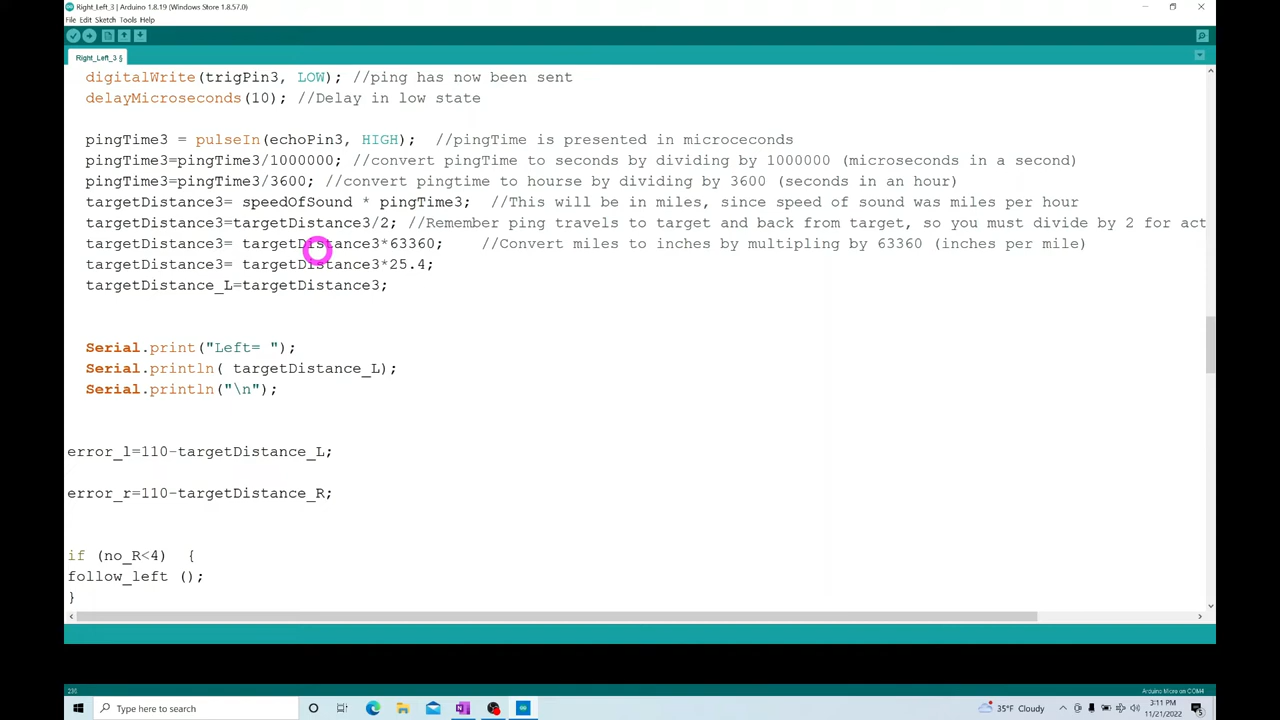 Right_Left_3 | Arduino 1.8.19 (Windows Store 1.8.57.0)
File Edit Sketch Tools Help
Right_Left_3 §
digitalWrite(trigPin3, LOW); //ping has now been sent
delayMicroseconds(10); //Delay in low state
pingTime3 = pulseIn(echoPin3, HIGH);  //pingTime is presented in microceconds
pingTime3=pingTime3/1000000; //convert pingTime to seconds by dividing by 1000000 (microseconds in a second)
pingTime3=pingTime3/3600; //convert pingtime to hourse by dividing by 3600 (seconds in an hour)
targetDistance3= speedOfSound * pingTime3;  //This will be in miles, since speed of sound was miles per hour
targetDistance3=targetDistance3/2; //Remember ping travels to target and back from target, so you must divide by 2 for act
targetDistance3= targetDistance3*63360;    //Convert miles to inches by multipling by 63360 (inches per mile)
targetDistance3= targetDistance3*25.4;
targetDistance_L=targetDistance3;
Serial.print("Left= ");
Serial.println( targetDistance_L);
Serial.println("\n");
error_l=110-targetDistance_L;
error_r=110-targetDistance_R;
if (no_R<4)  {
follow_left ();
}
Arduino Micro on COM4
Type here to search
35°F Cloudy
3:11 PM
11/21/2022
5